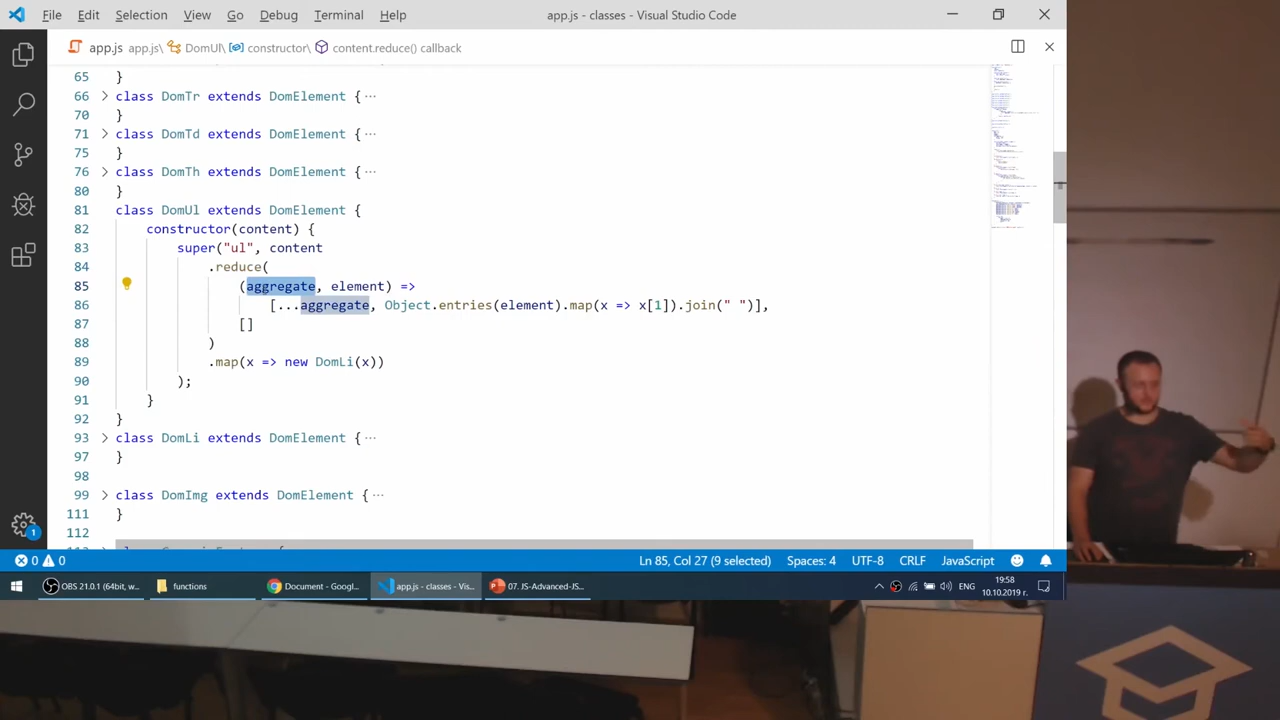 File Edit Selection View Go Debug Terminal Help app.js - classes - Visual Studio Code
app.js app.js\ DomUl\ constructor\ content.reduce() callback
65 }
66 DomTr extends DomElement { ···
70
71 class DomTd extends DomElement { ···
75
76 extends DomElement { ···
80
81 class DomUl extends DomElement {
82 constructor(content) {
83 super("ul", content
84 .reduce(
85 (aggregate, element) =>
86 [...aggregate, Object.entries(element).map(x => x[1]).join(" ")],
87 []
88 )
89 .map(x => new DomLi(x))
90 );
91 }
92 }
93 class DomLi extends DomElement { ···
97 }
98
99 class DomImg extends DomElement { ···
111 }
112
1
0 0 Ln 85, Col 27 (9 selected) Spaces: 4 UTF-8 CRLF JavaScript
OBS 21.0.1 (64bit, w... functions Document - Googl... app.js - classes - Vis... 07. JS-Advanced-JS... ENG 19:58
10.10.2019 г.